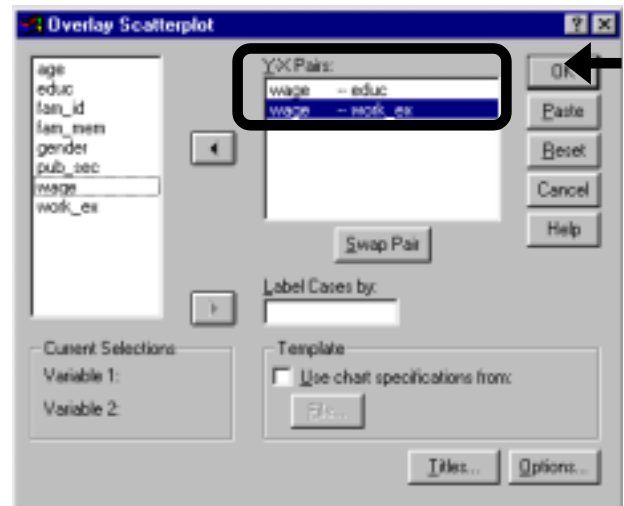 Overlay Scatterplot
age
educ
fam_id
fam_mem
gender
pub_sec
wage
work_ex
Y-X Pairs:
wage -- educ
wage -- work_ex
OK
Paste
Reset
Cancel
Help
Swap Pair
Label Cases by:
Current Selections
Variable 1:
Variable 2:
Template
Use chart specifications from:
File...
Titles...
Options...